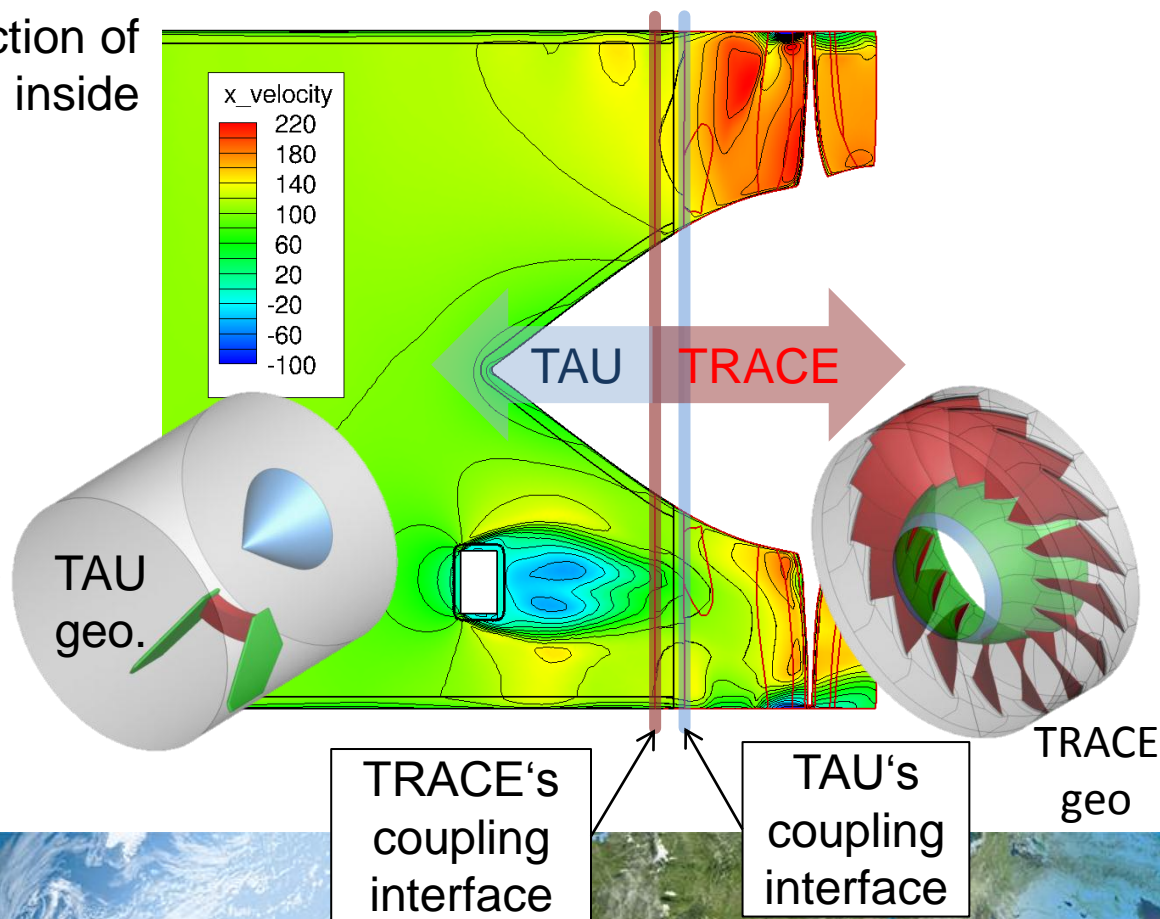 ction of
inside
x_velocity
220
180
140
100
60
20
-20
-60
-100
TAU
TRACE
TAU
geo.
TRACE
geo
TRACE‘s
coupling
interface
TAU‘s
coupling
interface